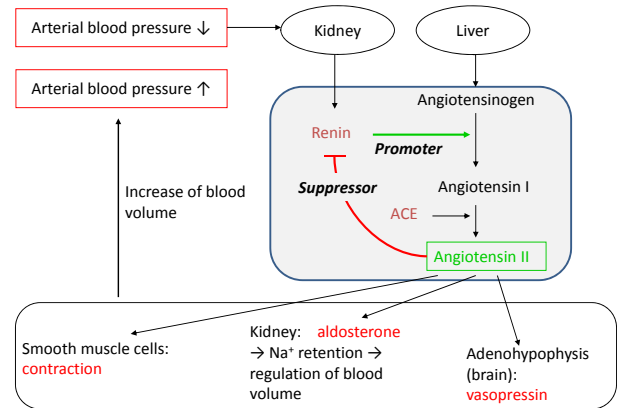 Arterial blood pressure ↓
Kidney
Liver
Arterial blood pressure ↑
Angiotensinogen
Renin
Promoter
Suppressor
Angiotensin I
Increase of blood
volume
ACE
Angiotensin II
Smooth muscle cells:
contraction
Kidney: aldosterone
→ Na⁺ retention →
regulation of blood
volume
Adenohypophysis
(brain):
vasopressin